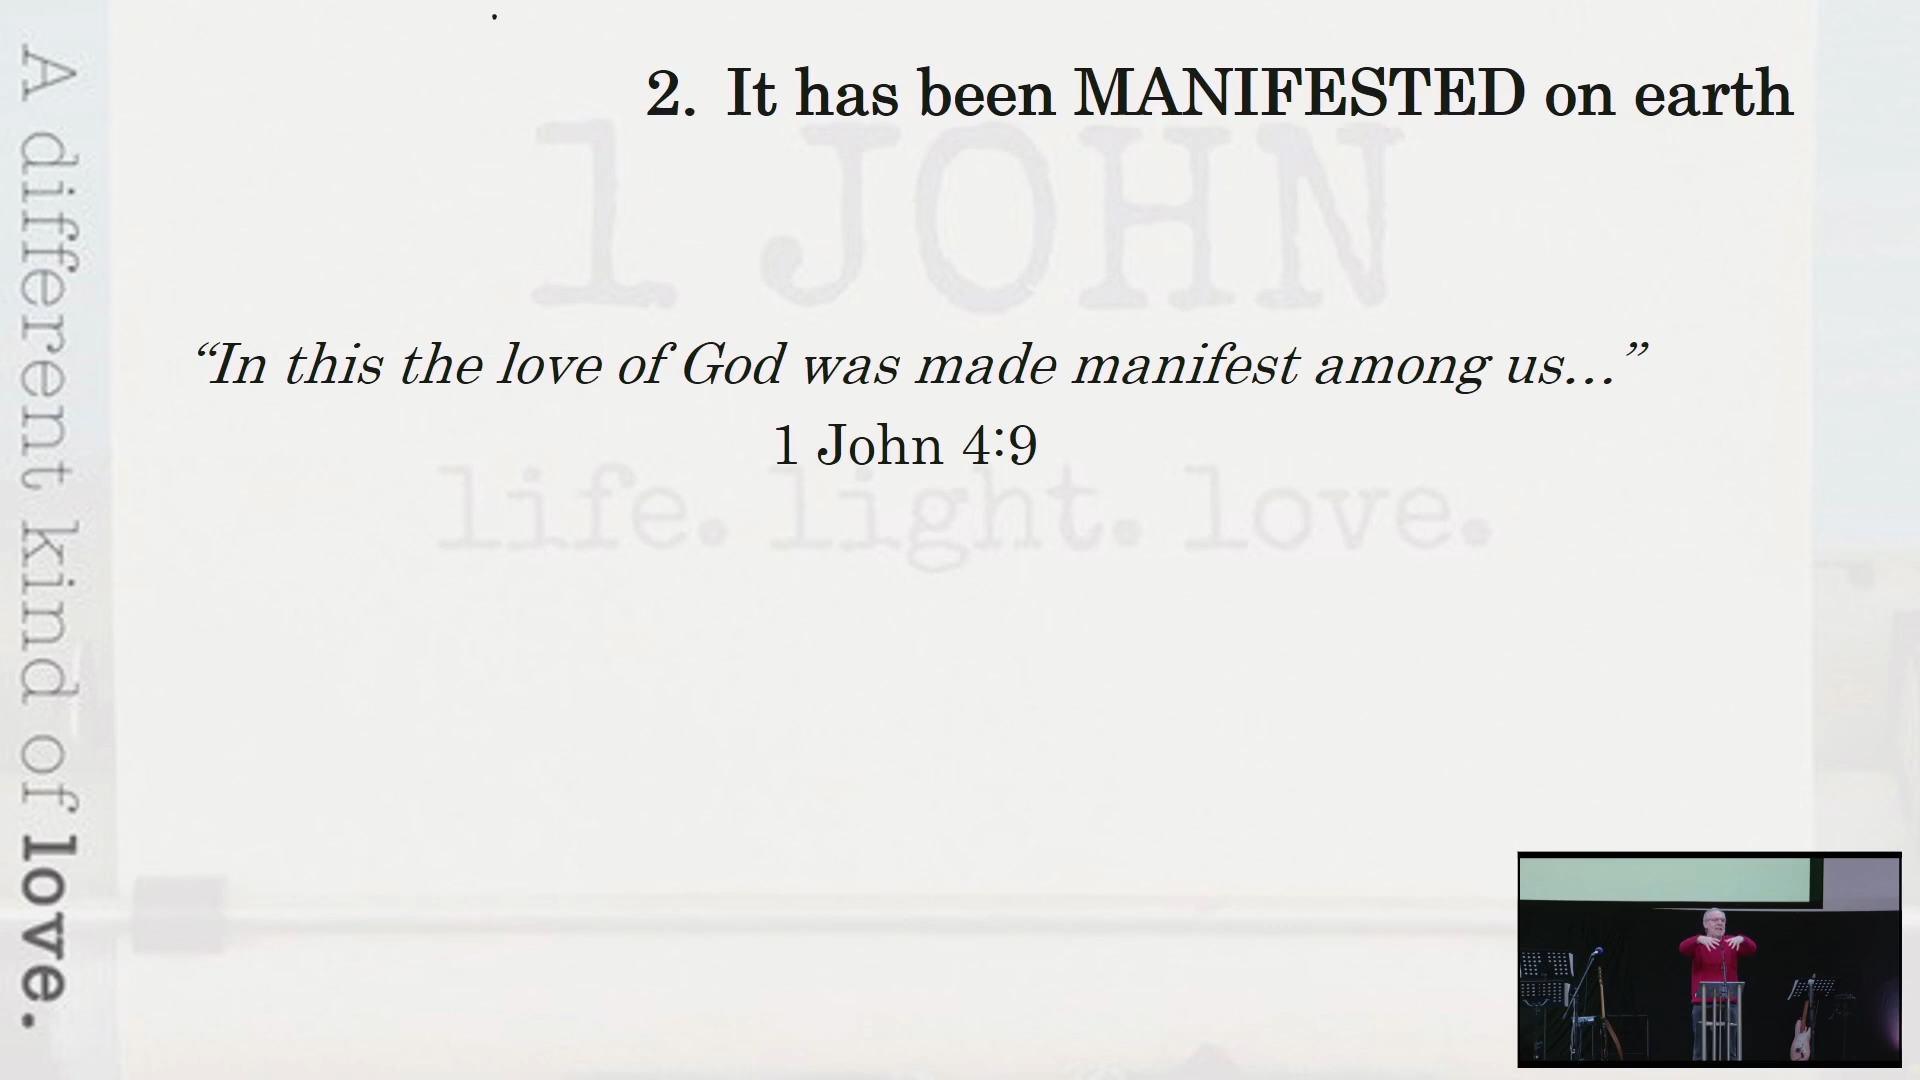 2. It has been MANIFESTED on earth
1 JOHN
“In this the love of God was made manifest among us…”
1 John 4:9
life. light. love.
A different kind of love.